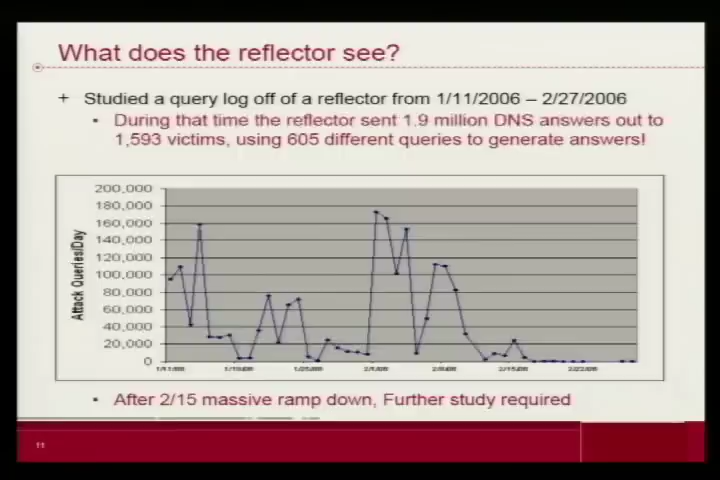 What does the reflector see?
+ Studied a query log off of a reflector from 1/11/2006 – 2/27/2006
▪ During that time the reflector sent 1.9 million DNS answers out to
1,593 victims, using 605 different queries to generate answers!
Attack Queries/Day
200,000
180,000
160,000
140,000
120,000
100,000
80,000
60,000
40,000
20,000
0
▪ After 2/15 massive ramp down, Further study required
11